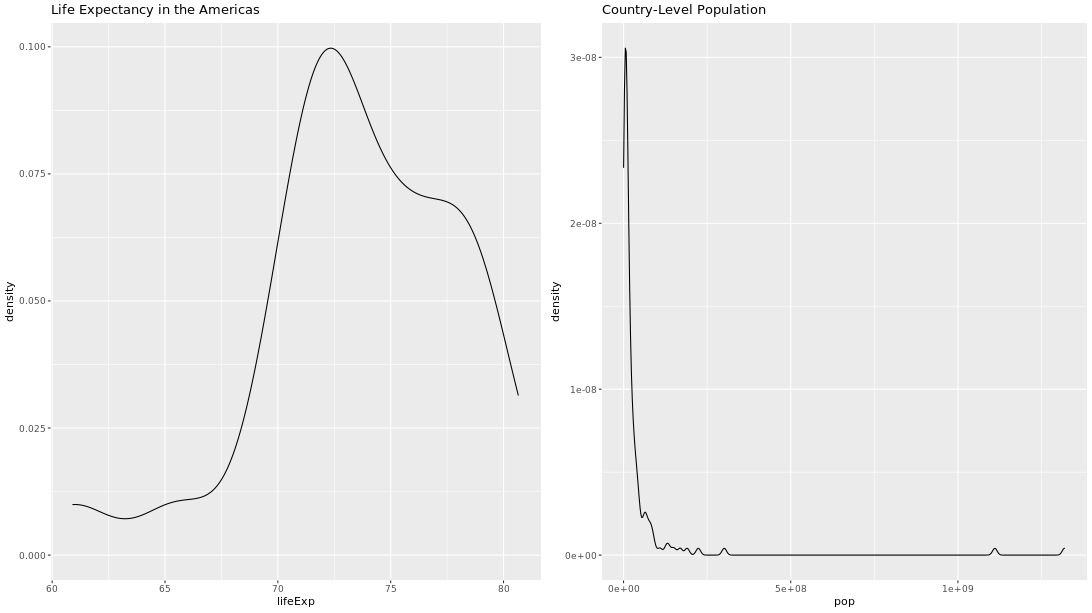 Life Expectancy in the Americas
0.100
0.075
0.050
0.025
0.000
density
60 65 70 75 80
lifeExp
Country-Level Population
3e-08
2e-08
1e-08
0e+00
density
0e+00 5e+08 1e+09
pop